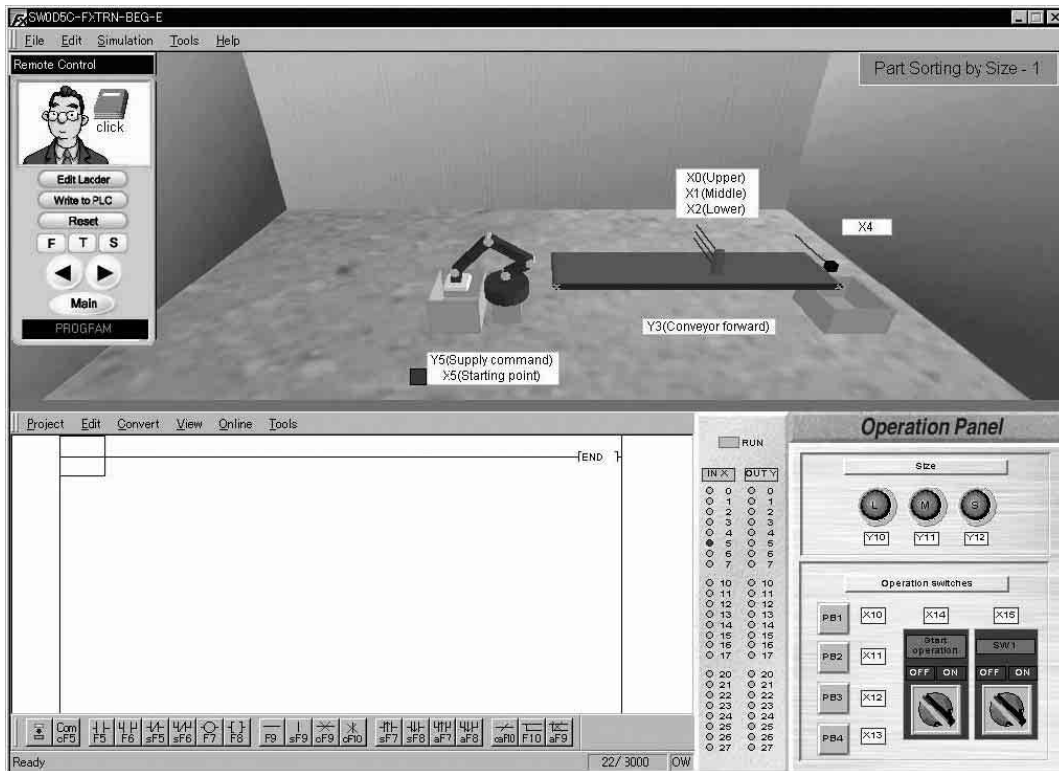 SW0D5C-FXTRN-BEG-E
File Edit Simulation Tools Help
Remote Control
click
Edit Ladder
Write to PLC
Reset
F T S
Main
PROGRAM
Part Sorting by Size - 1
X0(Upper)
X1(Middle)
X2(Lower)
X4
Y3(Conveyor forward)
Y5(Supply command)
X5(Starting point)
Project Edit Convert View Online Tools
END
RUN
IN X OUT Y
0 0
1 1
2 2
3 3
4 4
5 5
6 6
7 7
10 10
11 11
12 12
13 13
14 14
15 15
16 16
17 17
20 20
21 21
22 22
23 23
24 24
25 25
26 26
27 27
Operation Panel
Size
L M S
Y10 Y11 Y12
Operation switches
PB1 X10 X14 X15
Start operation SW1
PB2 X11
OFF ON OFF ON
PB3 X12
PB4 X13
Com
cF5 F5 F6 sF5 sF6 F7 F8 F9 sF9 cF9 cF10 sF7 sF8 aF7 aF8 caF10 F10 aF9
Ready 22/ 3000 OW